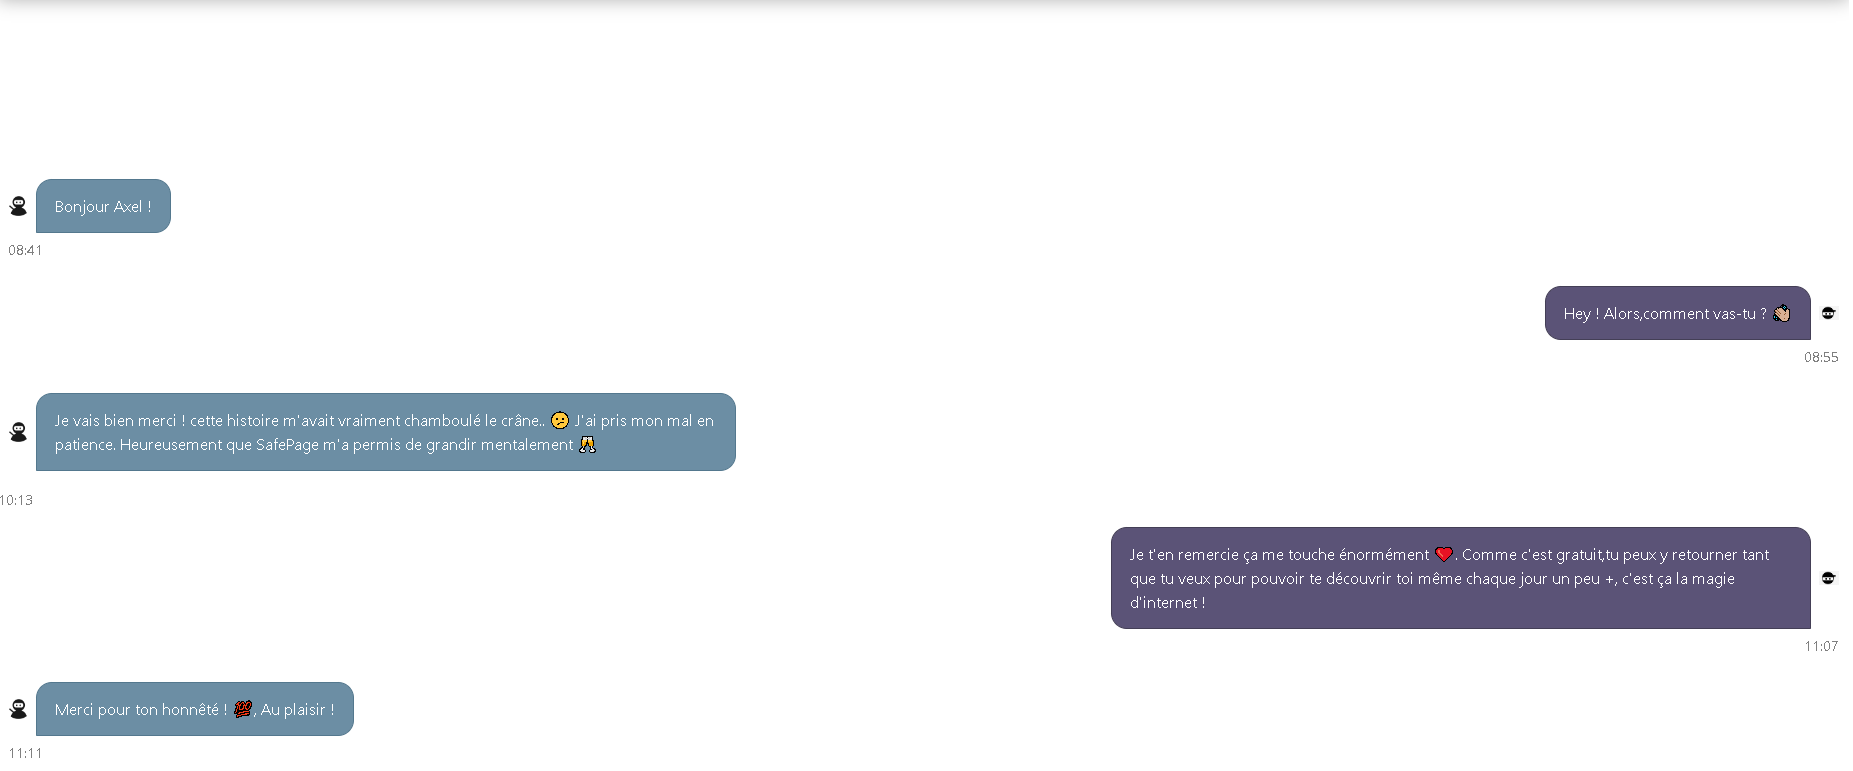 Bonjour Axel !
08:41
Hey ! Alors,comment vas-tu ? 👏🏼
08:55
Je vais bien merci ! cette histoire m'avait vraiment chamboulé le crâne.. 😕 J'ai pris mon mal en
patience. Heureusement que SafePage m'a permis de grandir mentalement 🥂
10:13
Je t'en remercie ça me touche énormément ❤️. Comme c'est gratuit,tu peux y retourner tant
que tu veux pour pouvoir te découvrir toi même chaque jour un peu +, c'est ça la magie
d'internet !
11:07
Merci pour ton honnêté ! 💯, Au plaisir !
11:11